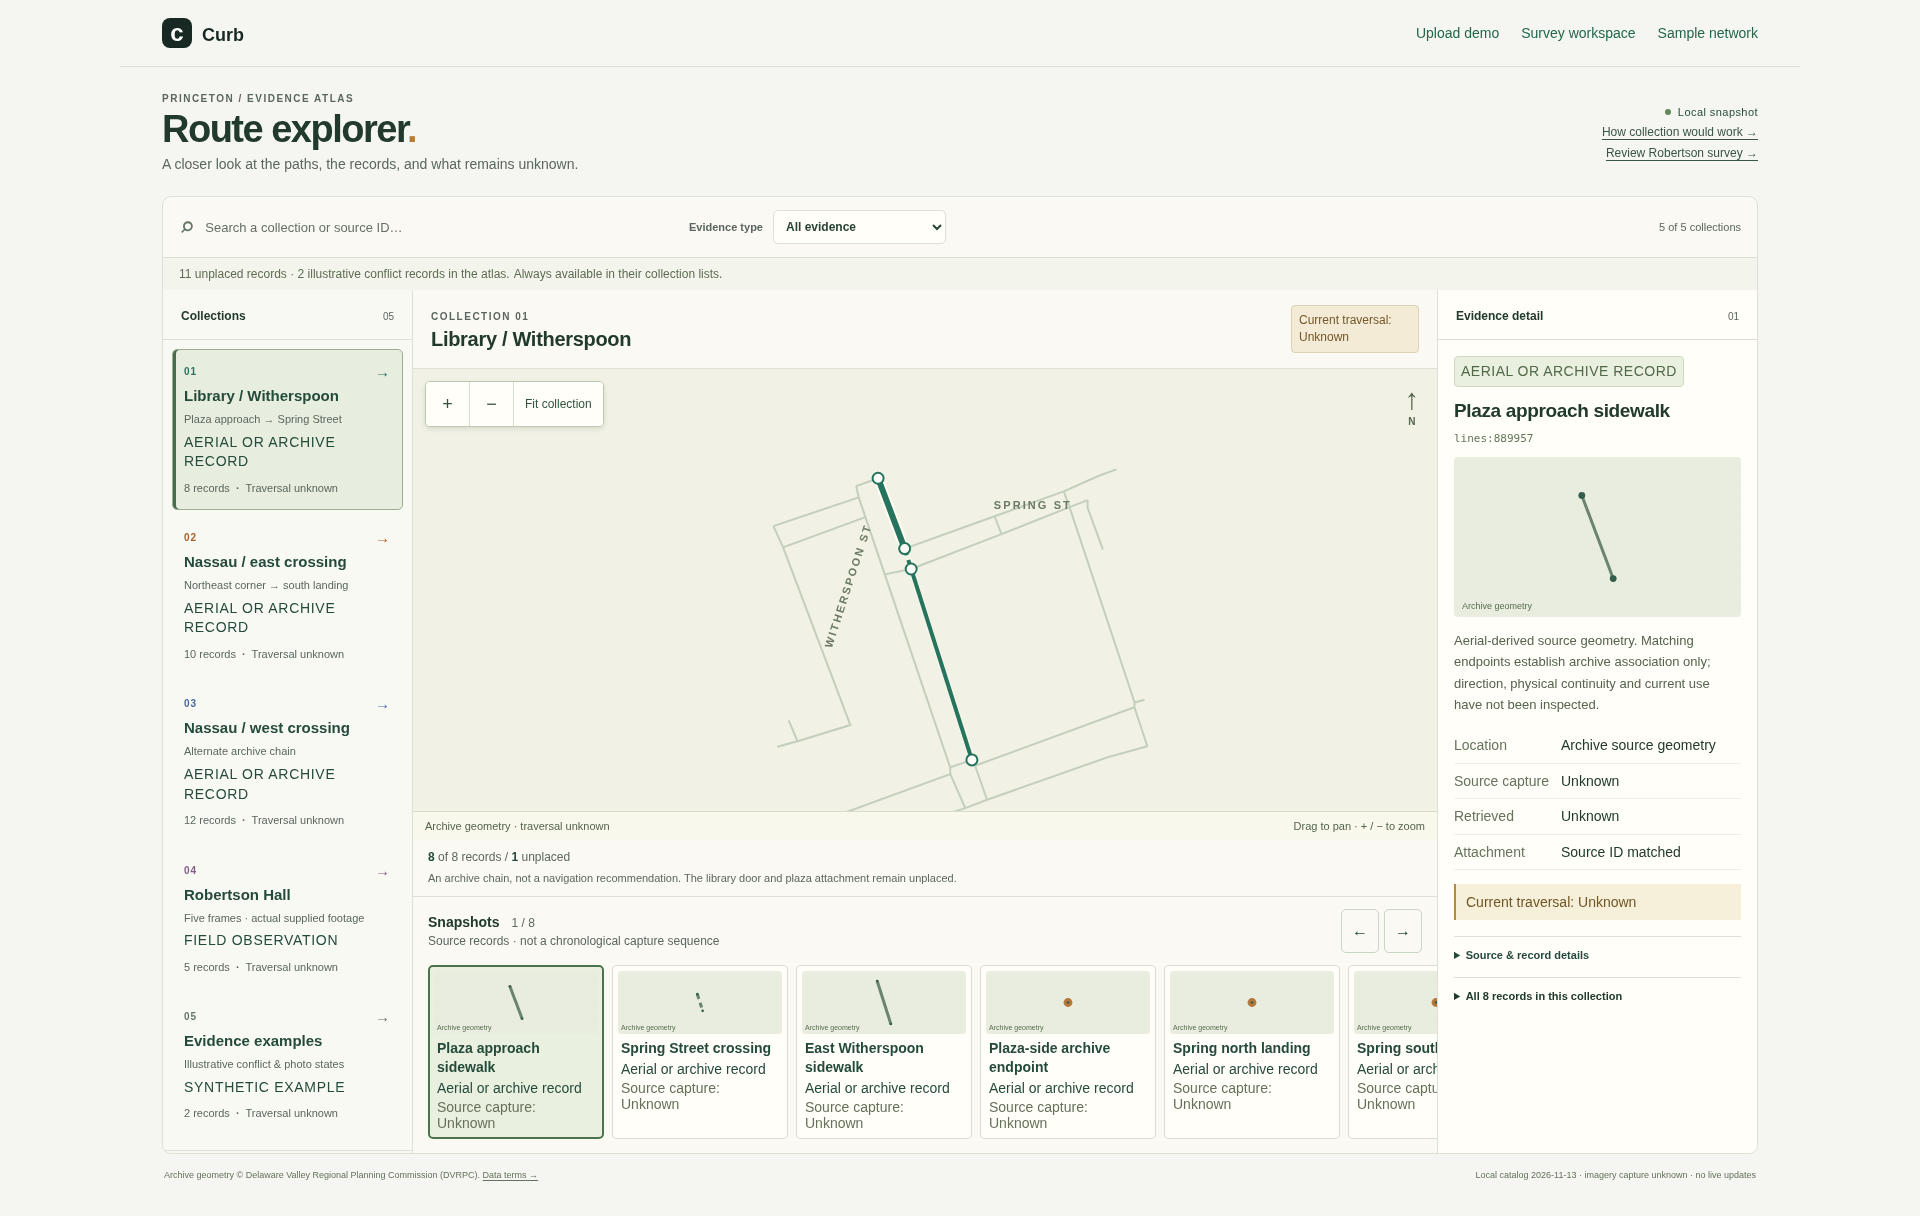 C Curb
Upload demo Survey workspace Sample network
PRINCETON / EVIDENCE ATLAS
Route explorer.
A closer look at the paths, the records, and what remains unknown.
Local snapshot
How collection would work →
Review Robertson survey →
Search a collection or source ID…
Evidence type All evidence
5 of 5 collections
11 unplaced records · 2 illustrative conflict records in the atlas. Always available in their collection lists.
Collections 05
01 →
Library / Witherspoon
Plaza approach → Spring Street
AERIAL OR ARCHIVE
RECORD
8 records · Traversal unknown
02 →
Nassau / east crossing
Northeast corner → south landing
AERIAL OR ARCHIVE
RECORD
10 records · Traversal unknown
03 →
Nassau / west crossing
Alternate archive chain
AERIAL OR ARCHIVE
RECORD
12 records · Traversal unknown
04 →
Robertson Hall
Five frames · actual supplied footage
FIELD OBSERVATION
5 records · Traversal unknown
05 →
Evidence examples
Illustrative conflict & photo states
SYNTHETIC EXAMPLE
2 records · Traversal unknown
COLLECTION 01
Library / Witherspoon
Current traversal:
Unknown
+ − Fit collection
↑
N
SPRING ST
WITHERSPOON ST
Archive geometry · traversal unknown
Drag to pan · + / − to zoom
8 of 8 records / 1 unplaced
An archive chain, not a navigation recommendation. The library door and plaza attachment remain unplaced.
Snapshots 1 / 8
Source records · not a chronological capture sequence
← →
Archive geometry
Plaza approach
sidewalk
Aerial or archive record
Source capture:
Unknown
Archive geometry
Spring Street crossing
Aerial or archive record
Source capture:
Unknown
Archive geometry
East Witherspoon
sidewalk
Aerial or archive record
Source capture:
Unknown
Archive geometry
Plaza-side archive
endpoint
Aerial or archive record
Source capture:
Unknown
Archive geometry
Spring north landing
Aerial or archive record
Source capture:
Unknown
Archive geometry
Spring south
Aerial or arch
Source captu
Unknown
Evidence detail 01
AERIAL OR ARCHIVE RECORD
Plaza approach sidewalk
lines:889957
Archive geometry
Aerial-derived source geometry. Matching
endpoints establish archive association only;
direction, physical continuity and current use
have not been inspected.
Location Archive source geometry
Source capture Unknown
Retrieved Unknown
Attachment Source ID matched
Current traversal: Unknown
▶ Source & record details
▶ All 8 records in this collection
Archive geometry © Delaware Valley Regional Planning Commission (DVRPC). Data terms →
Local catalog 2026-11-13 · imagery capture unknown · no live updates